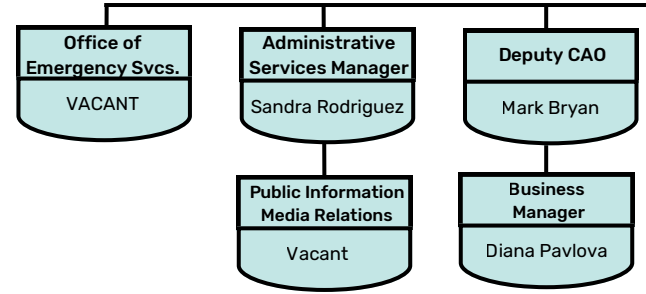 Office of
Emergency Svcs.
VACANT
Administrative
Services Manager
Sandra Rodriguez
Deputy CAO
Mark Bryan
Public Information
Media Relations
Vacant
Business
Manager
Diana Pavlova